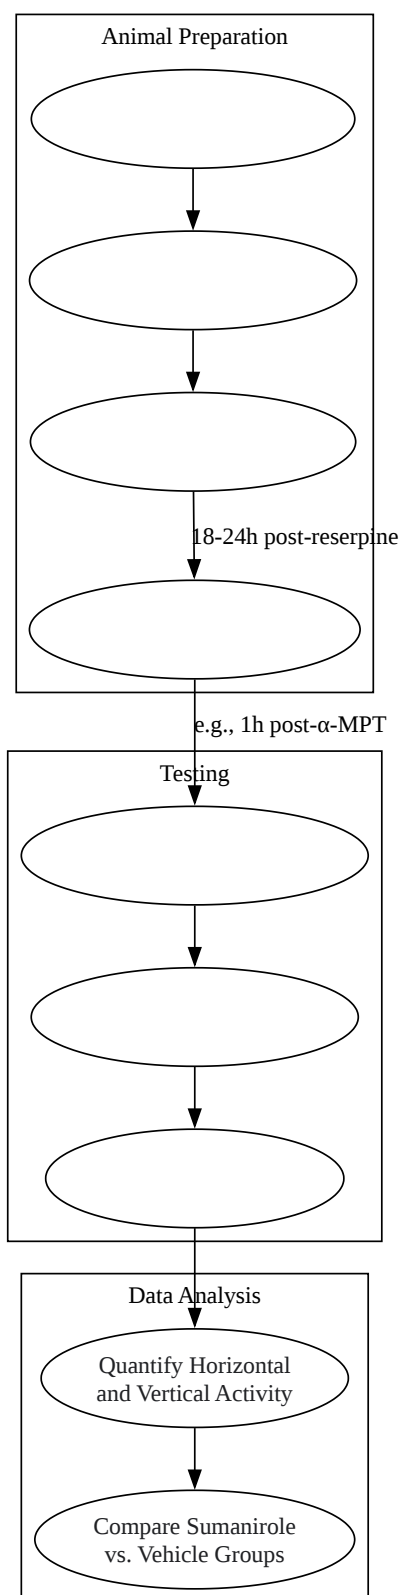 Animal Preparation
18-24h post-reserpine
e.g., 1h post-α-MPT
Testing
Data Analysis
Quantify Horizontal
and Vertical Activity
Compare Sumanirole
vs. Vehicle Groups